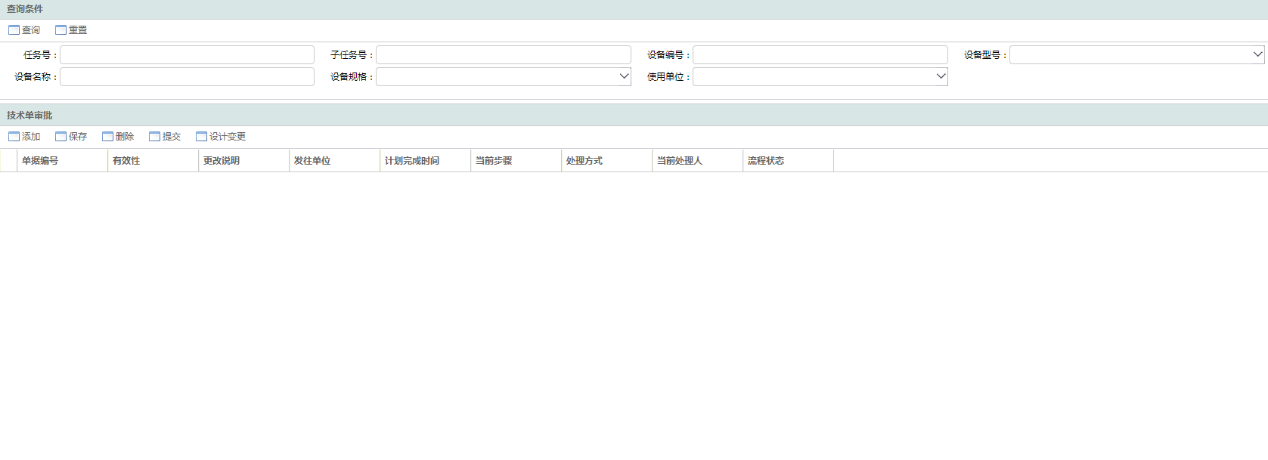 查询条件
查询 重置
任务号： 子任务号： 设备编号： 设备型号：
设备名称： 设备规格： 使用单位：
技术单审批
添加 保存 删除 提交 设计变更
单据编号 有效性 更改说明 发往单位 计划完成时间 当前步骤 处理方式 当前处理人 流程状态